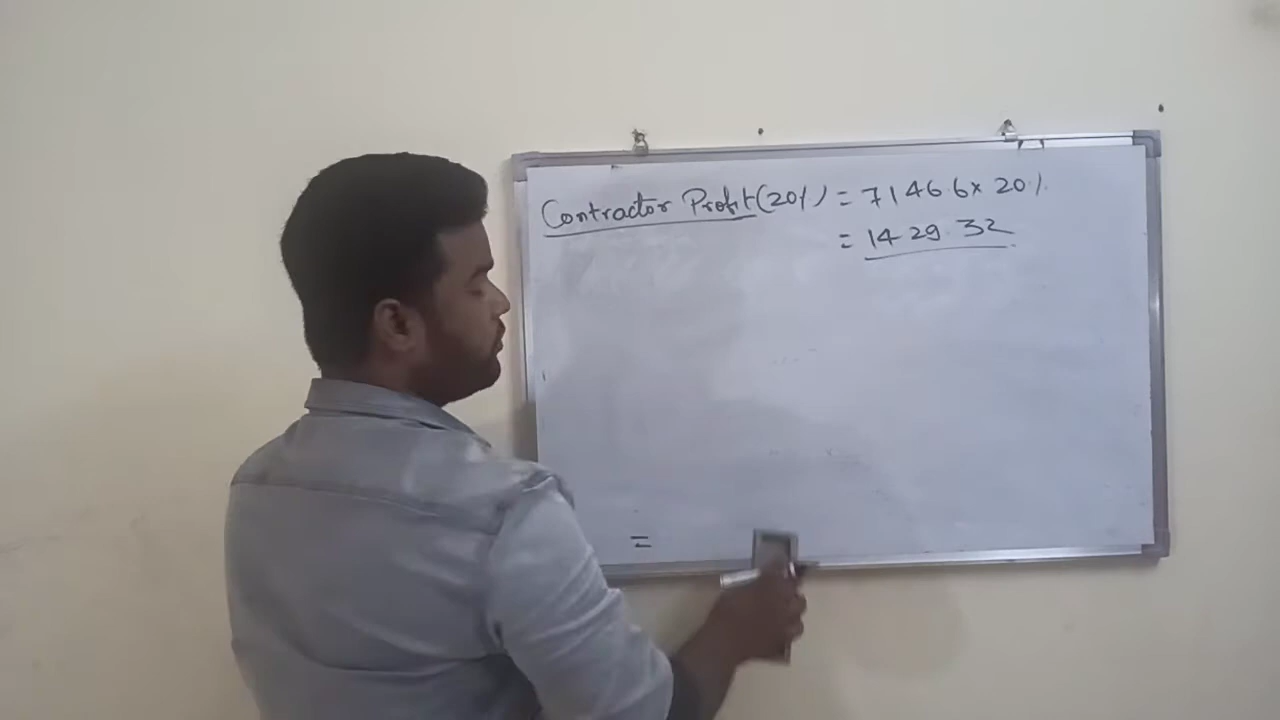 Contractor Profit (20%) = 7146.6 x 20%
= 1429.32
=